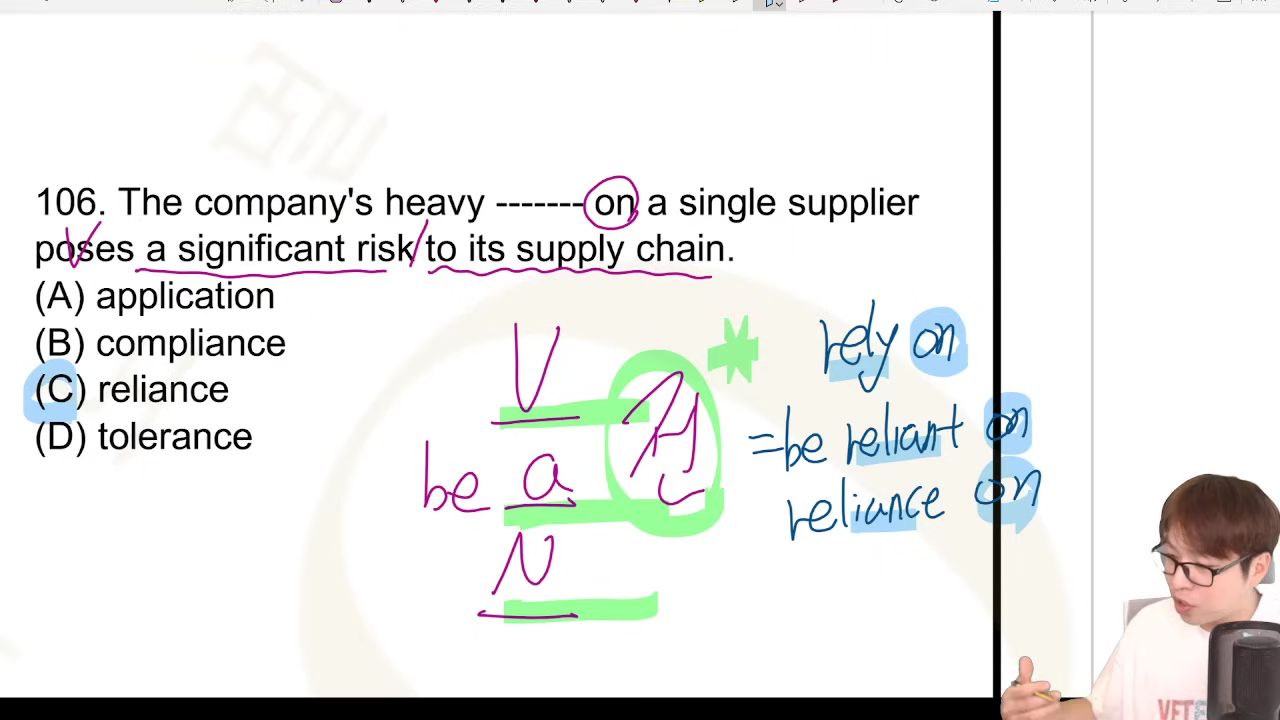 106. The company's heavy ------- on a single supplier
poses a significant risk / to its supply chain.
(A) application
(B) compliance
(C) reliance
(D) tolerance
V
be a
N
전
rely on
=be reliant on
reliance on